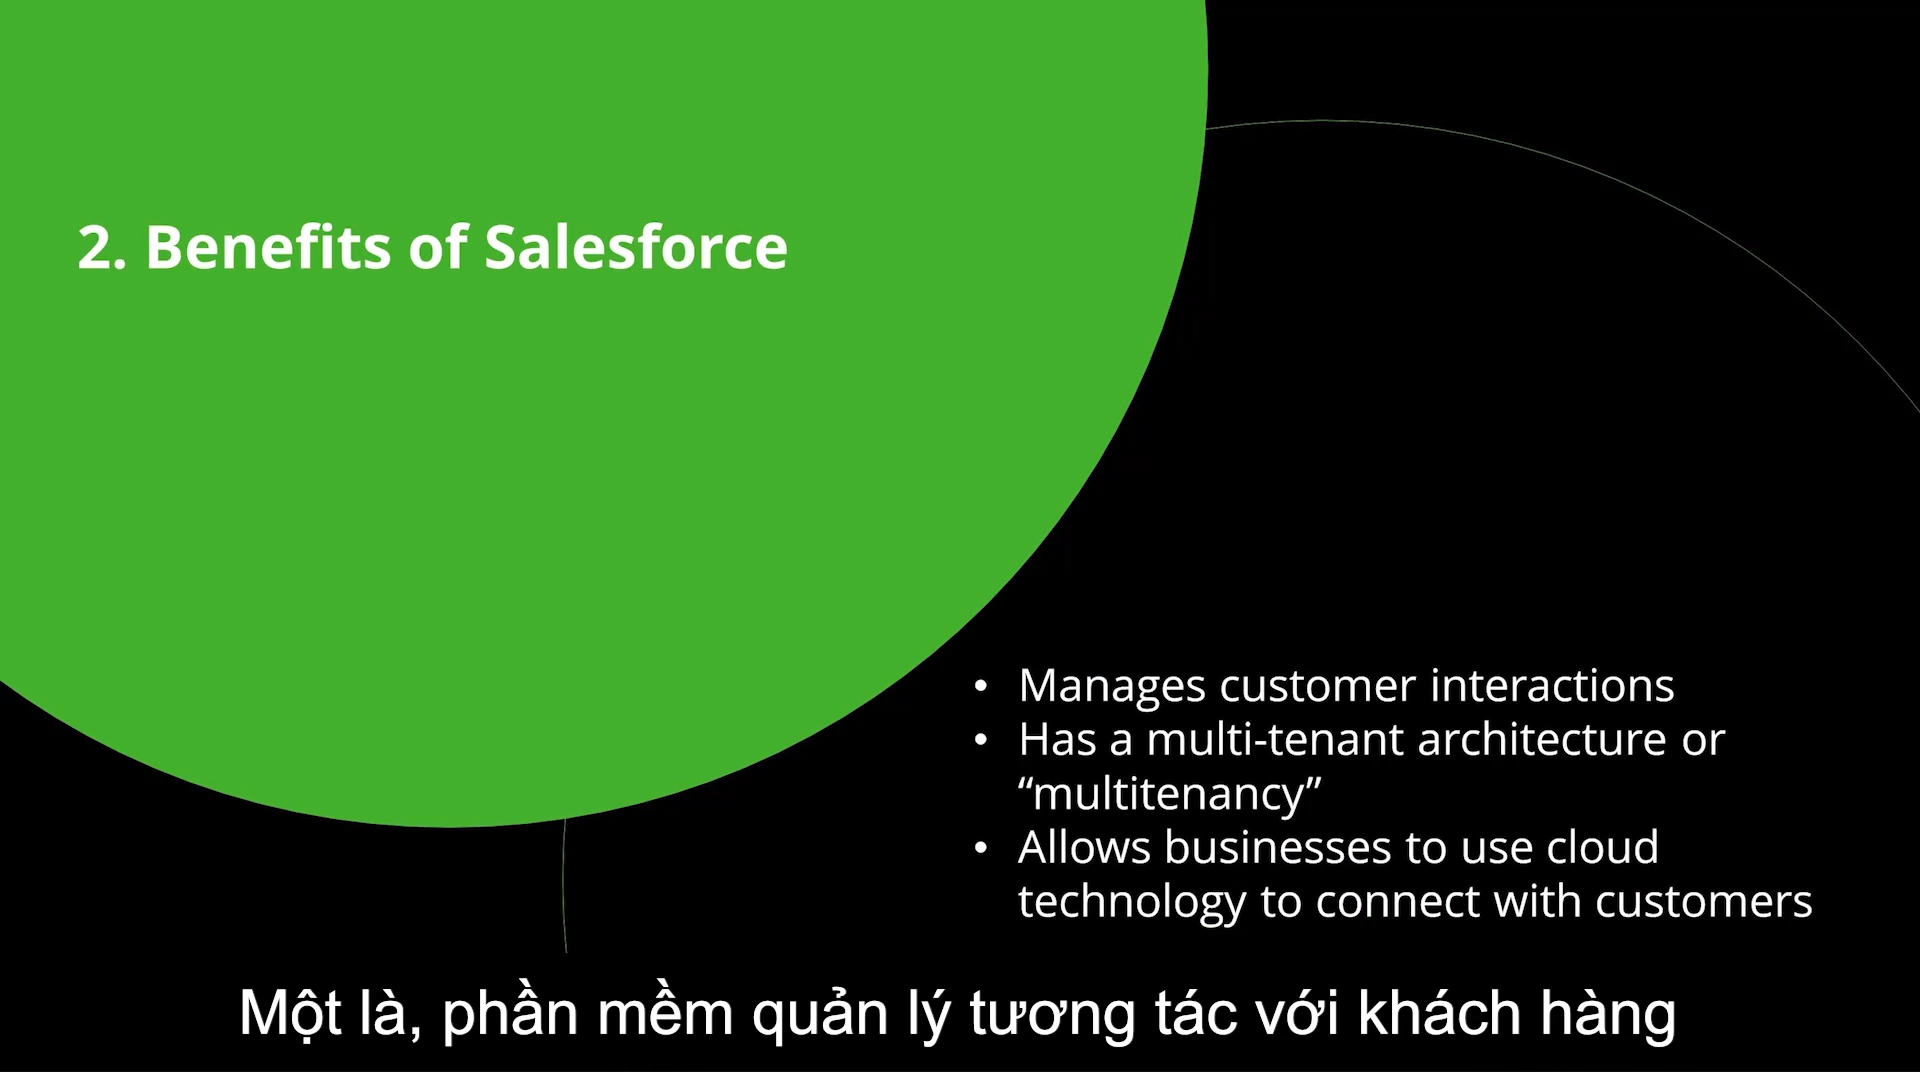 2. Benefits of Salesforce
• Manages customer interactions
• Has a multi-tenant architecture or
“multitenancy”
• Allows businesses to use cloud
technology to connect with customers
Một là, phần mềm quản lý tương tác với khách hàng